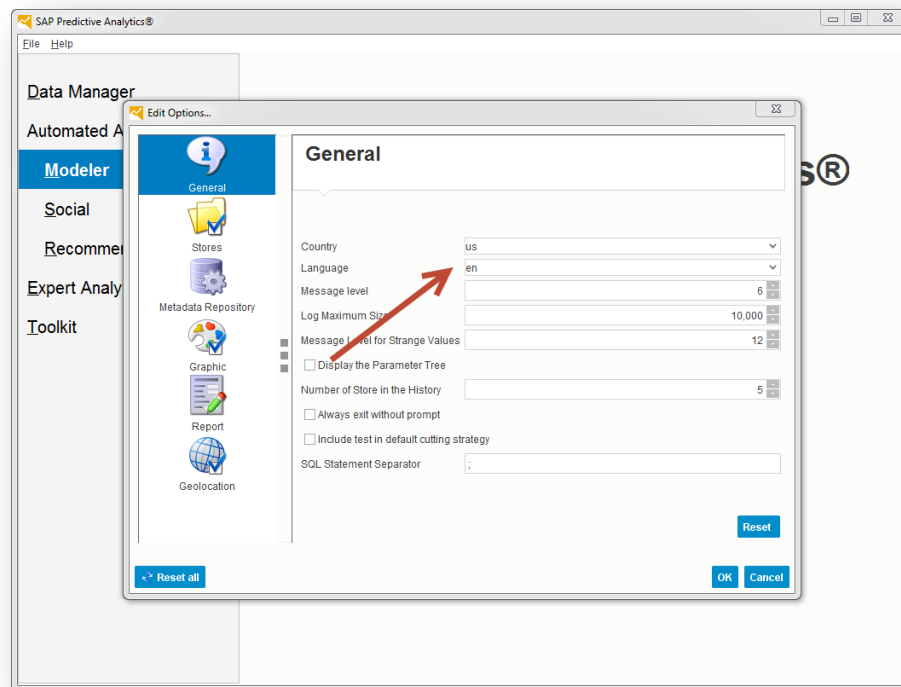 SAP Predictive Analytics®
File Help
Data Manager
Edit Options...
Automated A
General
s®
Modeler
General
Social
Stores
Country us
Recommen
Language en
Metadata Repository
Message level 6
Expert Analy
Log Maximum Size 10,000
Toolkit
Message Level for Strange Values 12
Graphic
Display the Parameter Tree
Number of Store in the History 5
Report
Always exit without prompt
Include test in default cutting strategy
SQL Statement Separator ;
Geolocation
Reset
Reset all
OK Cancel